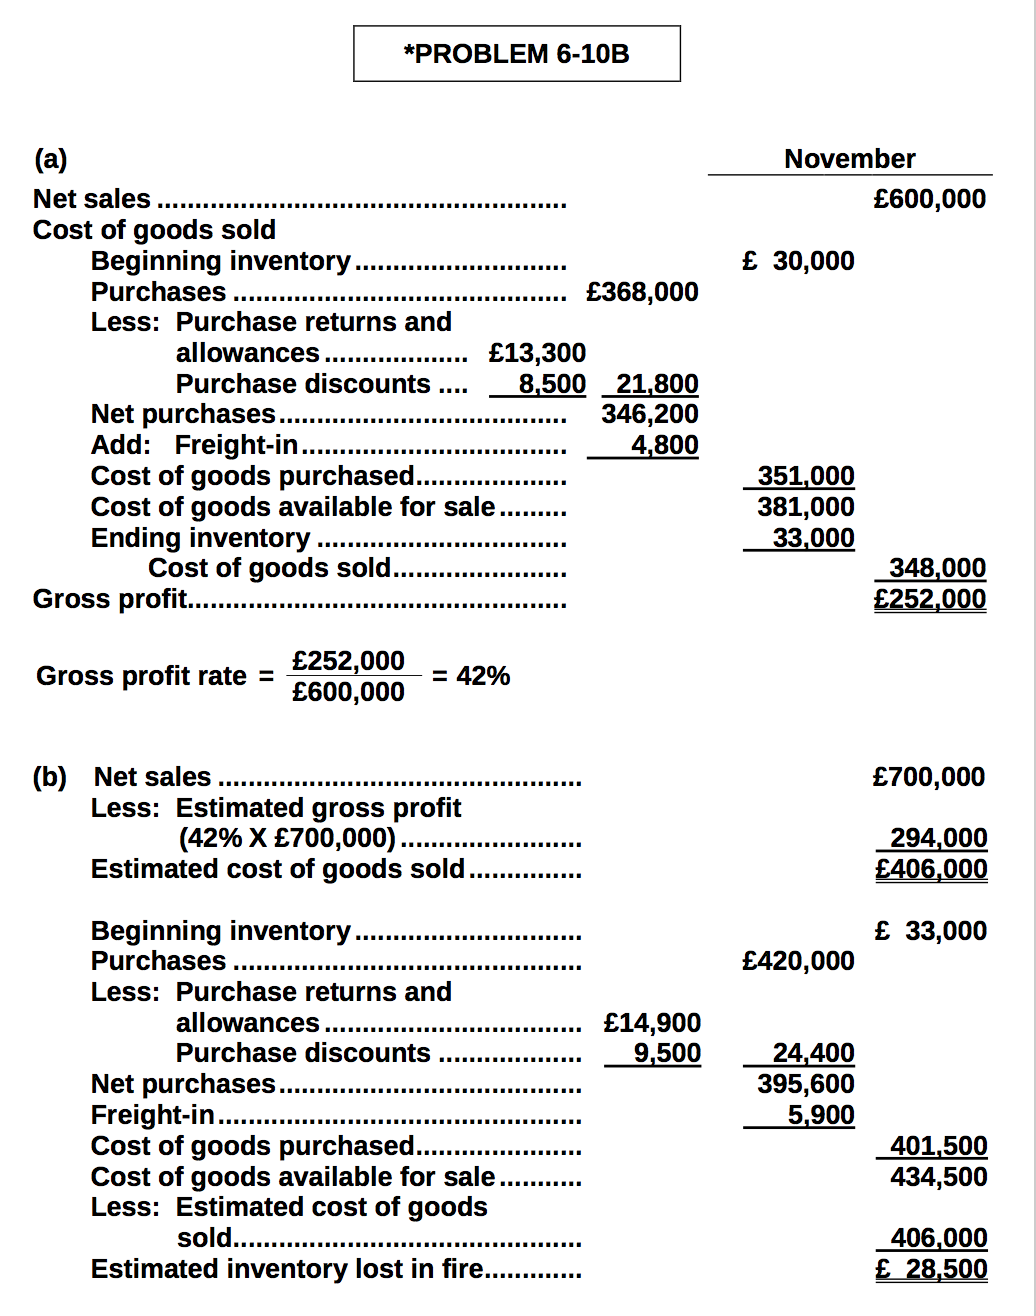 *PROBLEM 6-10B
(a) November
Net sales ...................................................... £600,000
Cost of goods sold
Beginning inventory ............................ £ 30,000
Purchases ............................................ £368,000
Less: Purchase returns and
allowances ................... £13,300
Purchase discounts .... 8,500 21,800
Net purchases ...................................... 346,200
Add: Freight-in ................................... 4,800
Cost of goods purchased .................... 351,000
Cost of goods available for sale ......... 381,000
Ending inventory ................................. 33,000
Cost of goods sold ....................... 348,000
Gross profit .................................................. £252,000
Gross profit rate = £252,000 / £600,000 = 42%
(b) Net sales ................................................ £700,000
Less: Estimated gross profit
(42% X £700,000) ........................ 294,000
Estimated cost of goods sold ............... £406,000
Beginning inventory .............................. £ 33,000
Purchases .............................................. £420,000
Less: Purchase returns and
allowances .................................. £14,900
Purchase discounts ................... 9,500 24,400
Net purchases ........................................ 395,600
Freight-in ................................................ 5,900
Cost of goods purchased ...................... 401,500
Cost of goods available for sale ........... 434,500
Less: Estimated cost of goods
sold .............................................. 406,000
Estimated inventory lost in fire ............. £ 28,500